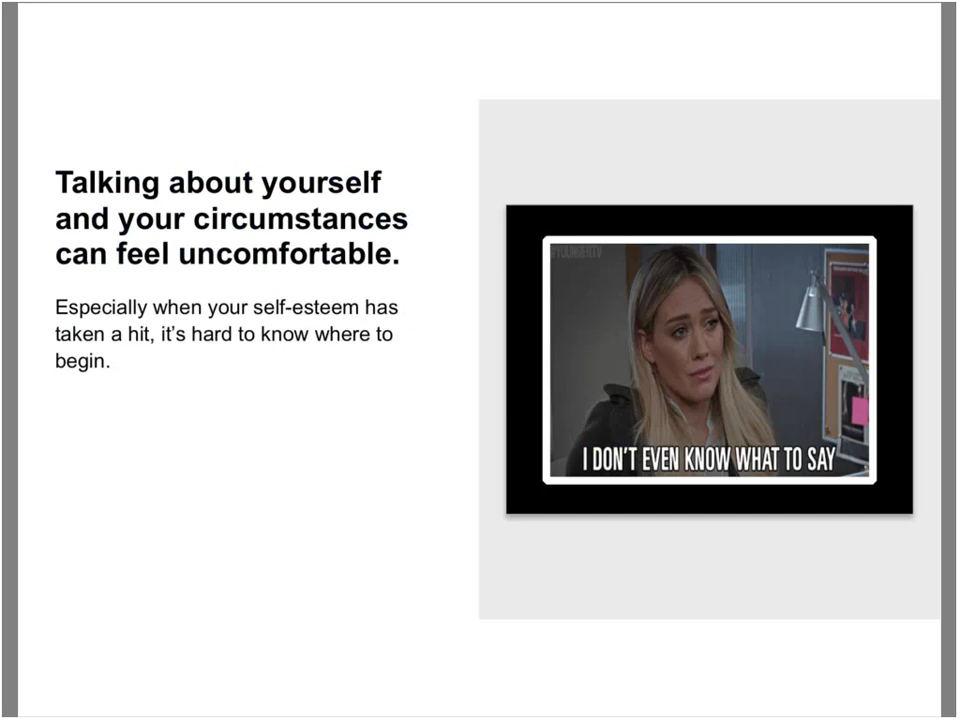 Talking about yourself
and your circumstances
can feel uncomfortable.
Especially when your self-esteem has
taken a hit, it’s hard to know where to
begin.
#YOUNGERTV
I DON'T EVEN KNOW WHAT TO SAY